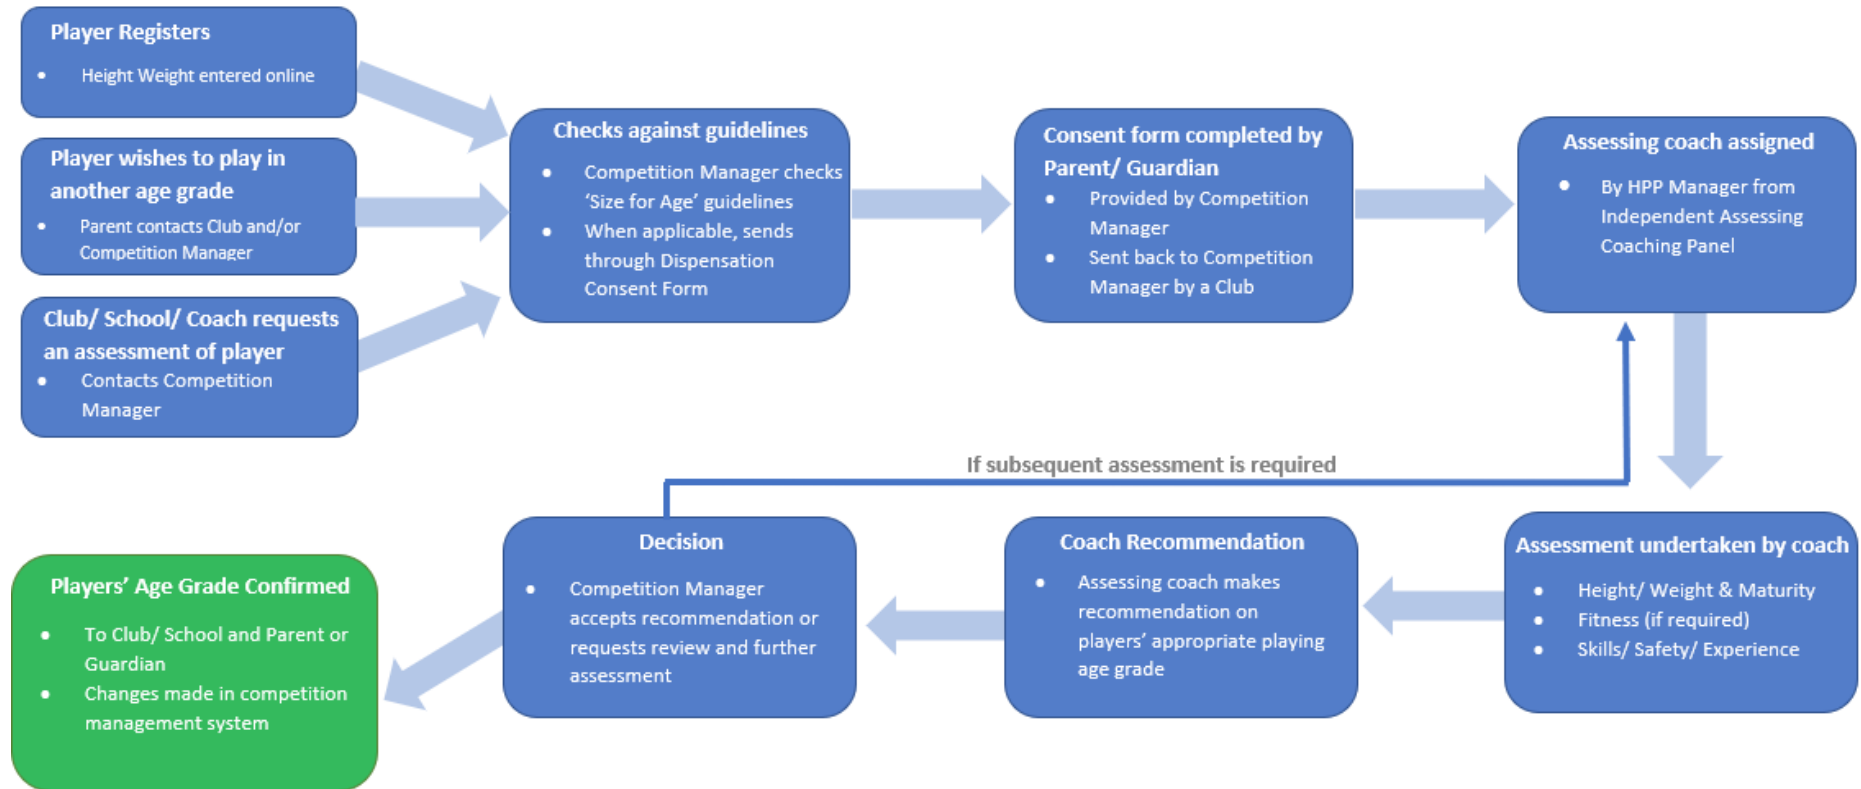 Player Registers
• Height Weight entered online
Player wishes to play in
another age grade
• Parent contacts Club and/or
Competition Manager
Club/ School/ Coach requests
an assessment of player
• Contacts Competition
Manager
Checks against guidelines
• Competition Manager checks
‘Size for Age’ guidelines
• When applicable, sends
through Dispensation
Consent Form
Consent form completed by
Parent/ Guardian
• Provided by Competition
Manager
• Sent back to Competition
Manager by a Club
Assessing coach assigned
• By HPP Manager from
Independent Assessing
Coaching Panel
If subsequent assessment is required
Assessment undertaken by coach
• Height/ Weight & Maturity
• Fitness (if required)
• Skills/ Safety/ Experience
Coach Recommendation
• Assessing coach makes
recommendation on
players’ appropriate playing
age grade
Decision
• Competition Manager
accepts recommendation or
requests review and further
assessment
Players’ Age Grade Confirmed
• To Club/ School and Parent or
Guardian
• Changes made in competition
management system